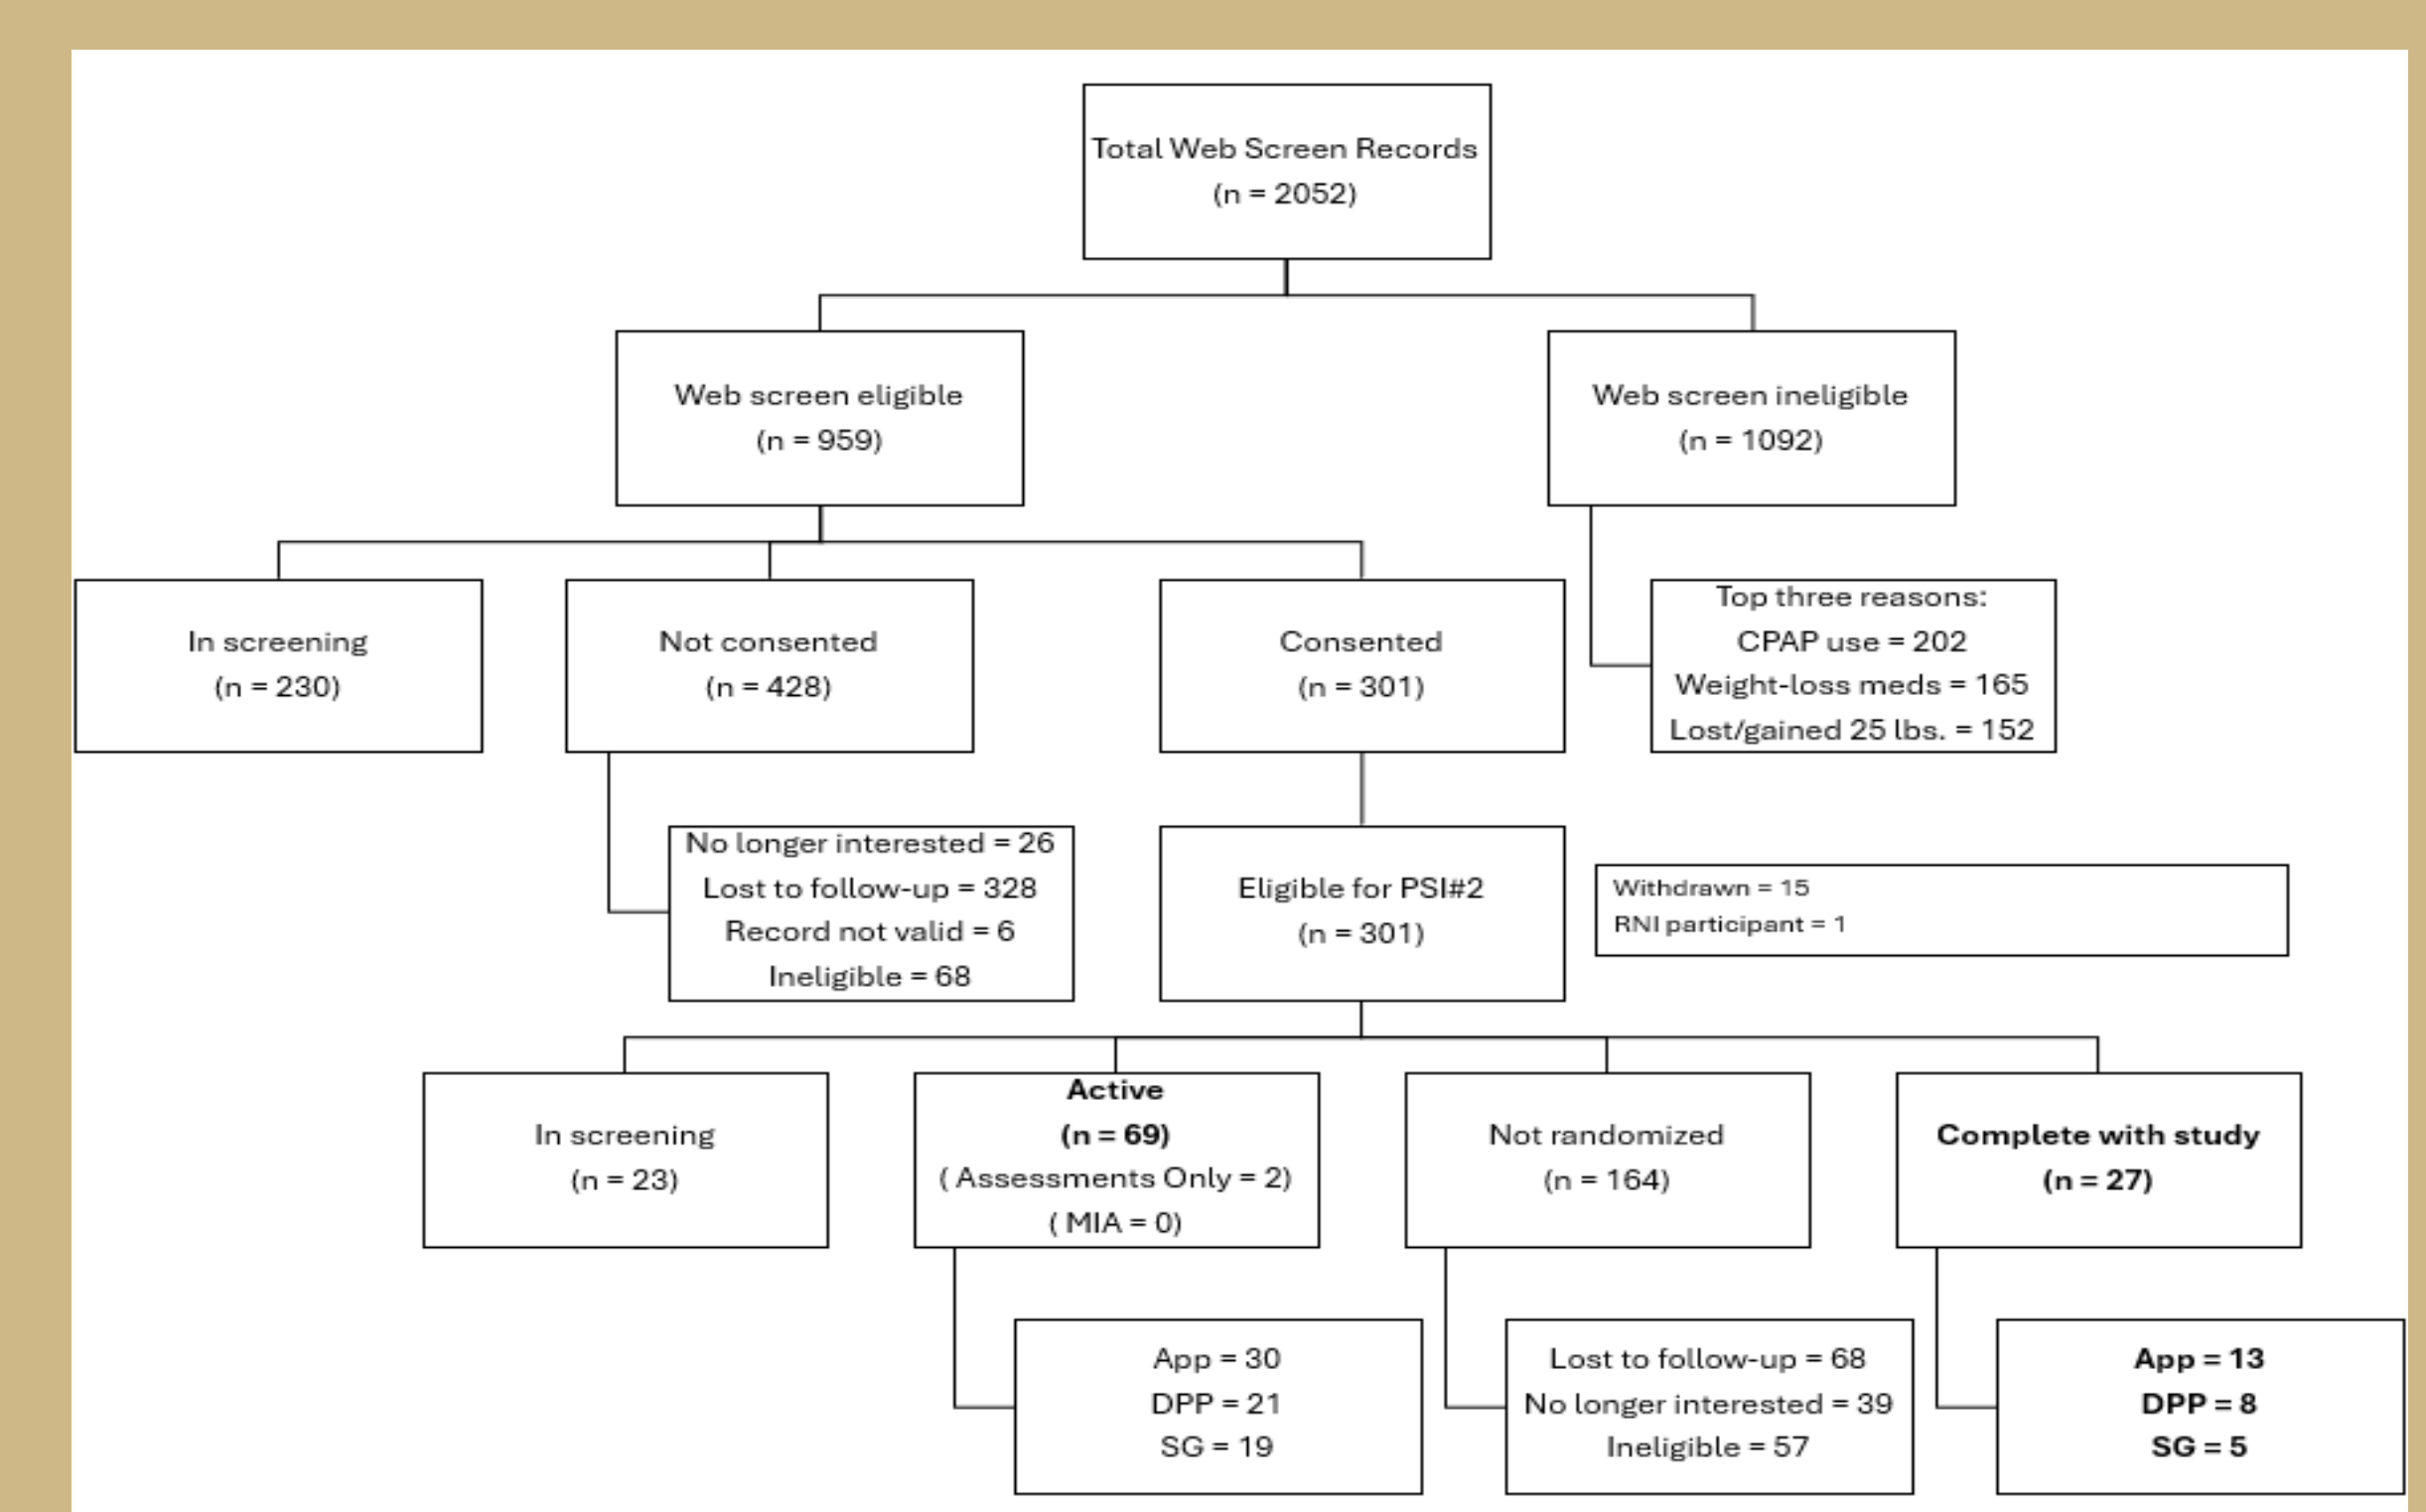 Total Web Screen Records
(n = 2052)
Web screen eligible
(n = 959)
Web screen ineligible
(n = 1092)
In screening
(n = 230)
Not consented
(n = 428)
Consented
(n = 301)
Top three reasons:
CPAP use = 202
Weight-loss meds = 165
Lost/gained 25 lbs. = 152
No longer interested = 26
Lost to follow-up = 328
Record not valid = 6
Ineligible = 68
Eligible for PSI#2
(n = 301)
Withdrawn = 15
RNI participant = 1
In screening
(n = 23)
Active
(n = 69)
( Assessments Only = 2)
( MIA = 0)
Not randomized
(n = 164)
Complete with study
(n = 27)
App = 30
DPP = 21
SG = 19
Lost to follow-up = 68
No longer interested = 39
Ineligible = 57
App = 13
DPP = 8
SG = 5